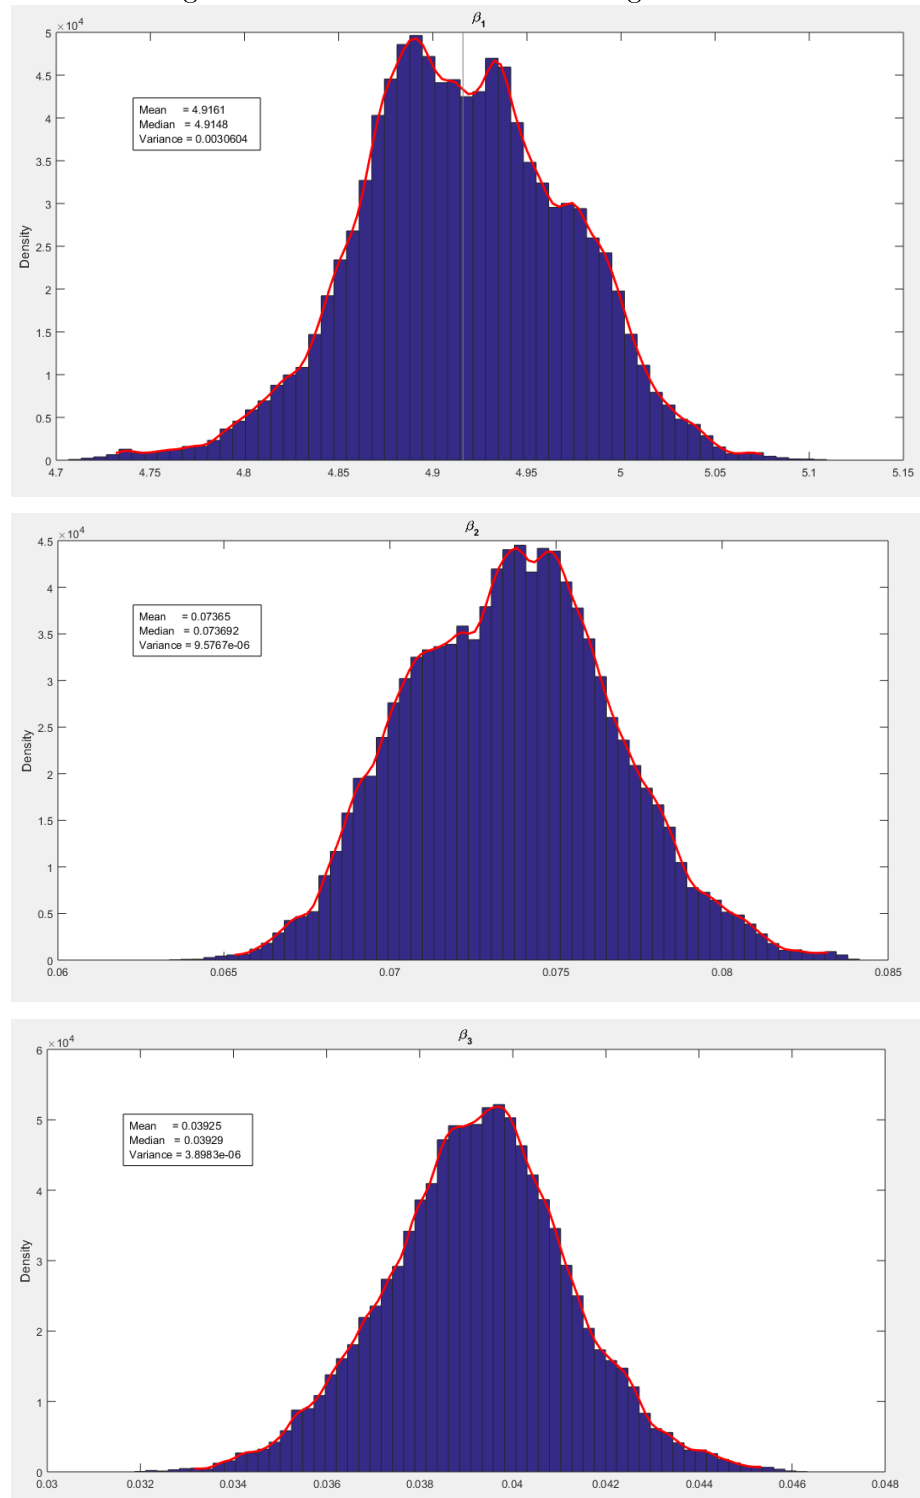 β1
×10^4
5
4.5
4
3.5
3
2.5
2
1.5
1
0.5
0
Density
Mean = 4.9161
Median = 4.9148
Variance = 0.0030604
4.7 4.75 4.8 4.85 4.9 4.95 5 5.05 5.1 5.15
β2
×10^4
4.5
4
3.5
3
2.5
2
1.5
1
0.5
0
Density
Mean = 0.07365
Median = 0.073692
Variance = 9.5767e-06
0.06 0.065 0.07 0.075 0.08 0.085
β3
×10^4
6
5
4
3
2
1
0
Density
Mean = 0.03925
Median = 0.03929
Variance = 3.8983e-06
0.03 0.032 0.034 0.036 0.038 0.04 0.042 0.044 0.046 0.048